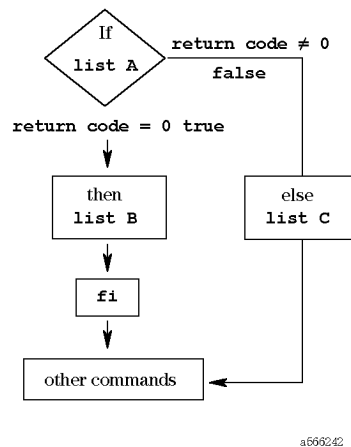 If
list A
return code ≠ 0
false
return code = 0 true
then
list B
else
list C
fi
other commands
a566242